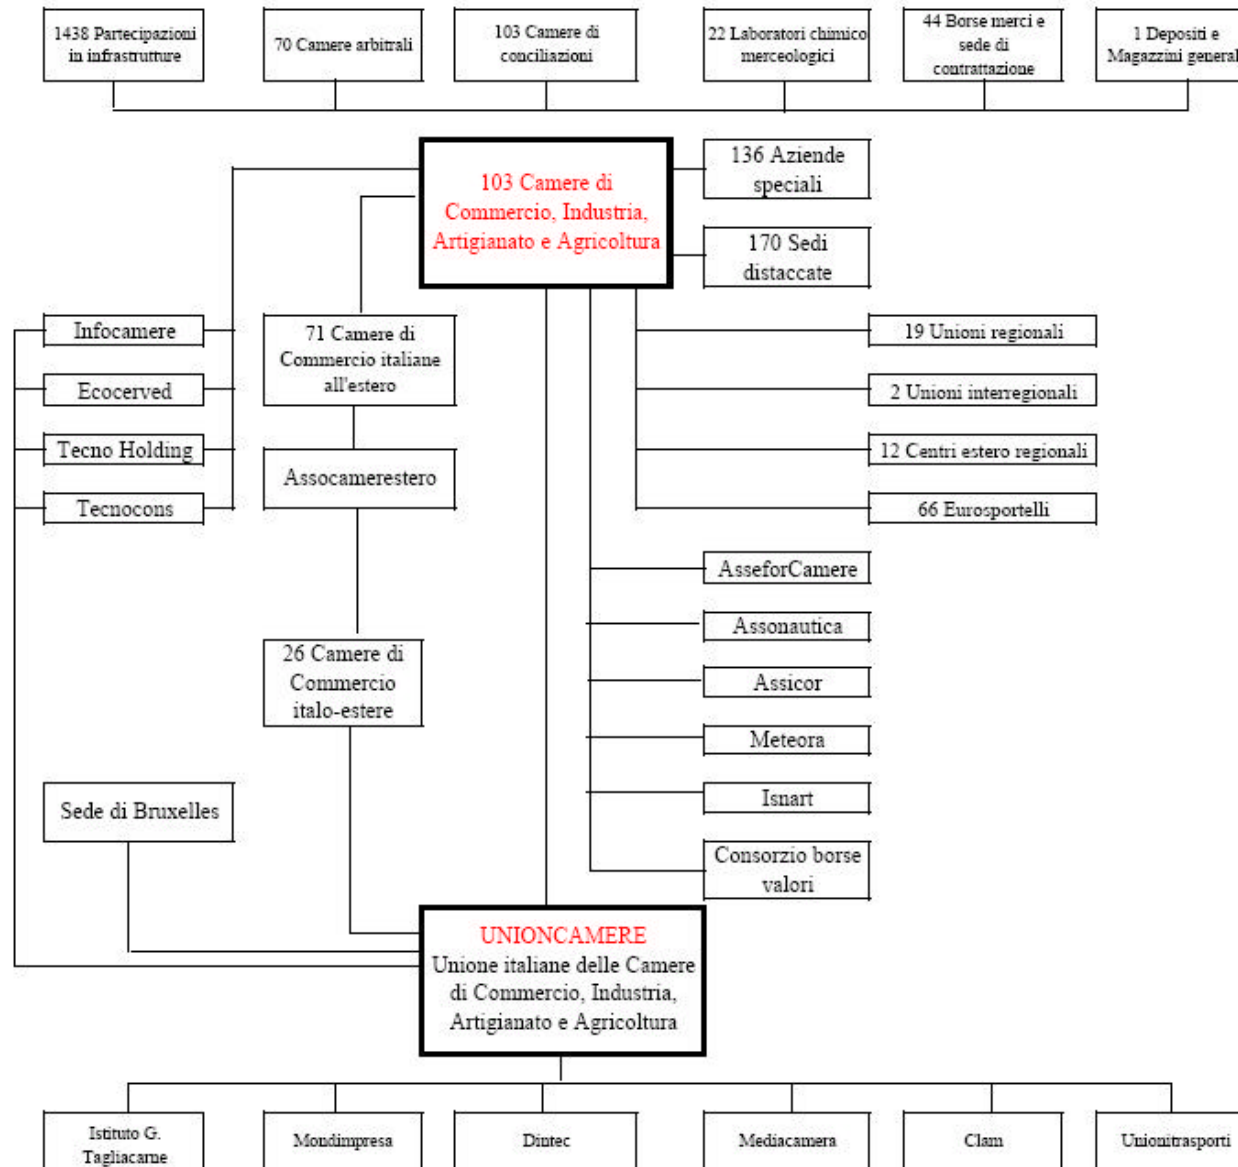 1438 Partecipazioni
in infrastrutture
70 Camere arbitrali
103 Camere di
conciliazioni
22 Laboratori chimico
merceologici
44 Borse merci e
sede di
contrattazione
1 Depositi e
Magazzini general
103 Camere di
Commercio, Industria,
Artigianato e Agricoltura
136 Aziende
speciali
170 Sedi
distaccate
Infocamere
Ecocerved
Tecno Holding
Tecnocons
71 Camere di
Commercio italiane
all'estero
Assocamerestero
26 Camere di
Commercio
italo-estere
19 Unioni regionali
2 Unioni interregionali
12 Centri estero regionali
66 Eurosportelli
AsseforCamere
Assonautica
Assicor
Meteora
Isnart
Consorzio borse
valori
Sede di Bruxelles
UNIONCAMERE
Unione italiane delle Camere
di Commercio, Industria,
Artigianato e Agricoltura
Istituto G.
Tagliacarne
Mondimpresa
Dintec
Mediacamera
Clam
Unionitrasporti